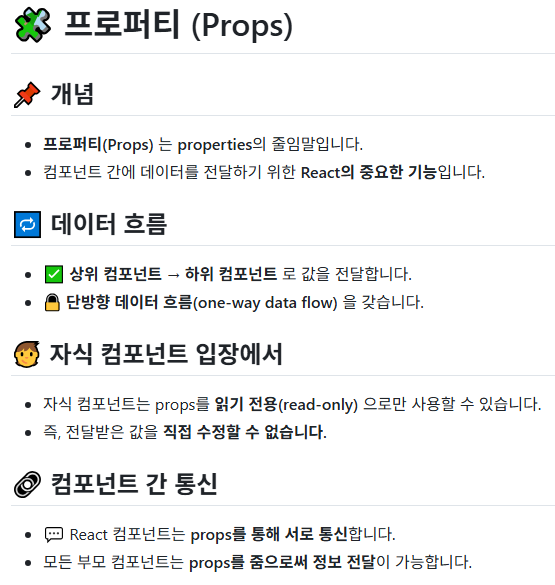 프로퍼티 (Props)
개념
프로퍼티(Props) 는 properties의 줄임말입니다.
컴포넌트 간에 데이터를 전달하기 위한 React의 중요한 기능입니다.
데이터 흐름
상위 컴포넌트 → 하위 컴포넌트 로 값을 전달합니다.
단방향 데이터 흐름(one-way data flow) 을 갖습니다.
자식 컴포넌트 입장에서
자식 컴포넌트는 props를 읽기 전용(read-only) 으로만 사용할 수 있습니다.
즉, 전달받은 값을 직접 수정할 수 없습니다.
컴포넌트 간 통신
React 컴포넌트는 props를 통해 서로 통신합니다.
모든 부모 컴포넌트는 props를 줌으로써 정보 전달이 가능합니다.